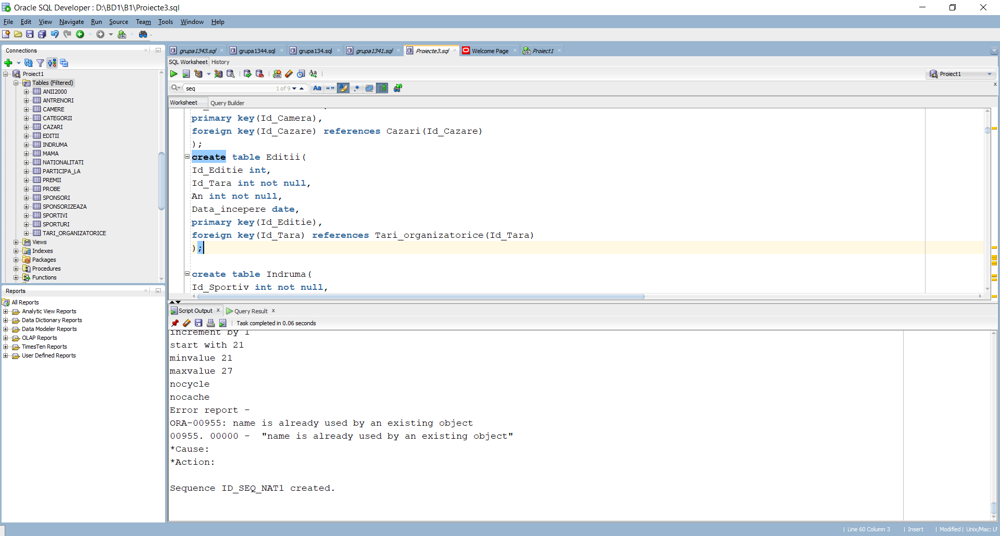 Oracle SQL Developer : D:\BD1\B1\Proiecte3.sql
File Edit View Navigate Run Source Team Tools Window Help
Connections
Proiect1
Tables (Filtered)
ANII2000
ANTRENORI
CAMERE
CATEGORII
CAZARI
EDITII
INDRUMA
MAMA
NATIONALITATI
PARTICIPA_LA
PREMII
PROBE
SPONSORI
SPONSORIZEAZA
SPORTIVI
SPORTURI
TARI_ORGANIZATORICE
Views
Indexes
Packages
Procedures
Functions
Reports
All Reports
Analytic View Reports
Data Dictionary Reports
Data Modeler Reports
OLAP Reports
TimesTen Reports
User Defined Reports
grupa1343.sql grupa1344.sql grupa134.sql grupa1341.sql Proiecte3.sql Welcome Page Proiect1
SQL Worksheet History
Proiect1
seq 1 of 9 Aa
Worksheet Query Builder
primary key(Id_Camera),
foreign key(Id_Cazare) references Cazari(Id_Cazare)
);
create table Editii(
Id_Editie int,
Id_Tara int not null,
An int not null,
Data_incepere date,
primary key(Id_Editie),
foreign key(Id_Tara) references Tari_organizatorice(Id_Tara)
);
create table Indruma(
Id_Sportiv int not null,
Script Output Query Result
Task completed in 0.06 seconds
increment by 1
start with 21
minvalue 21
maxvalue 27
nocycle
nocache
Error report -
ORA-00955: name is already used by an existing object
00955. 00000 -  "name is already used by an existing object"
*Cause:
*Action:
Sequence ID_SEQ_NAT1 created.
Line 60 Column 3 | Insert | Modified | Unix/Mac: LF